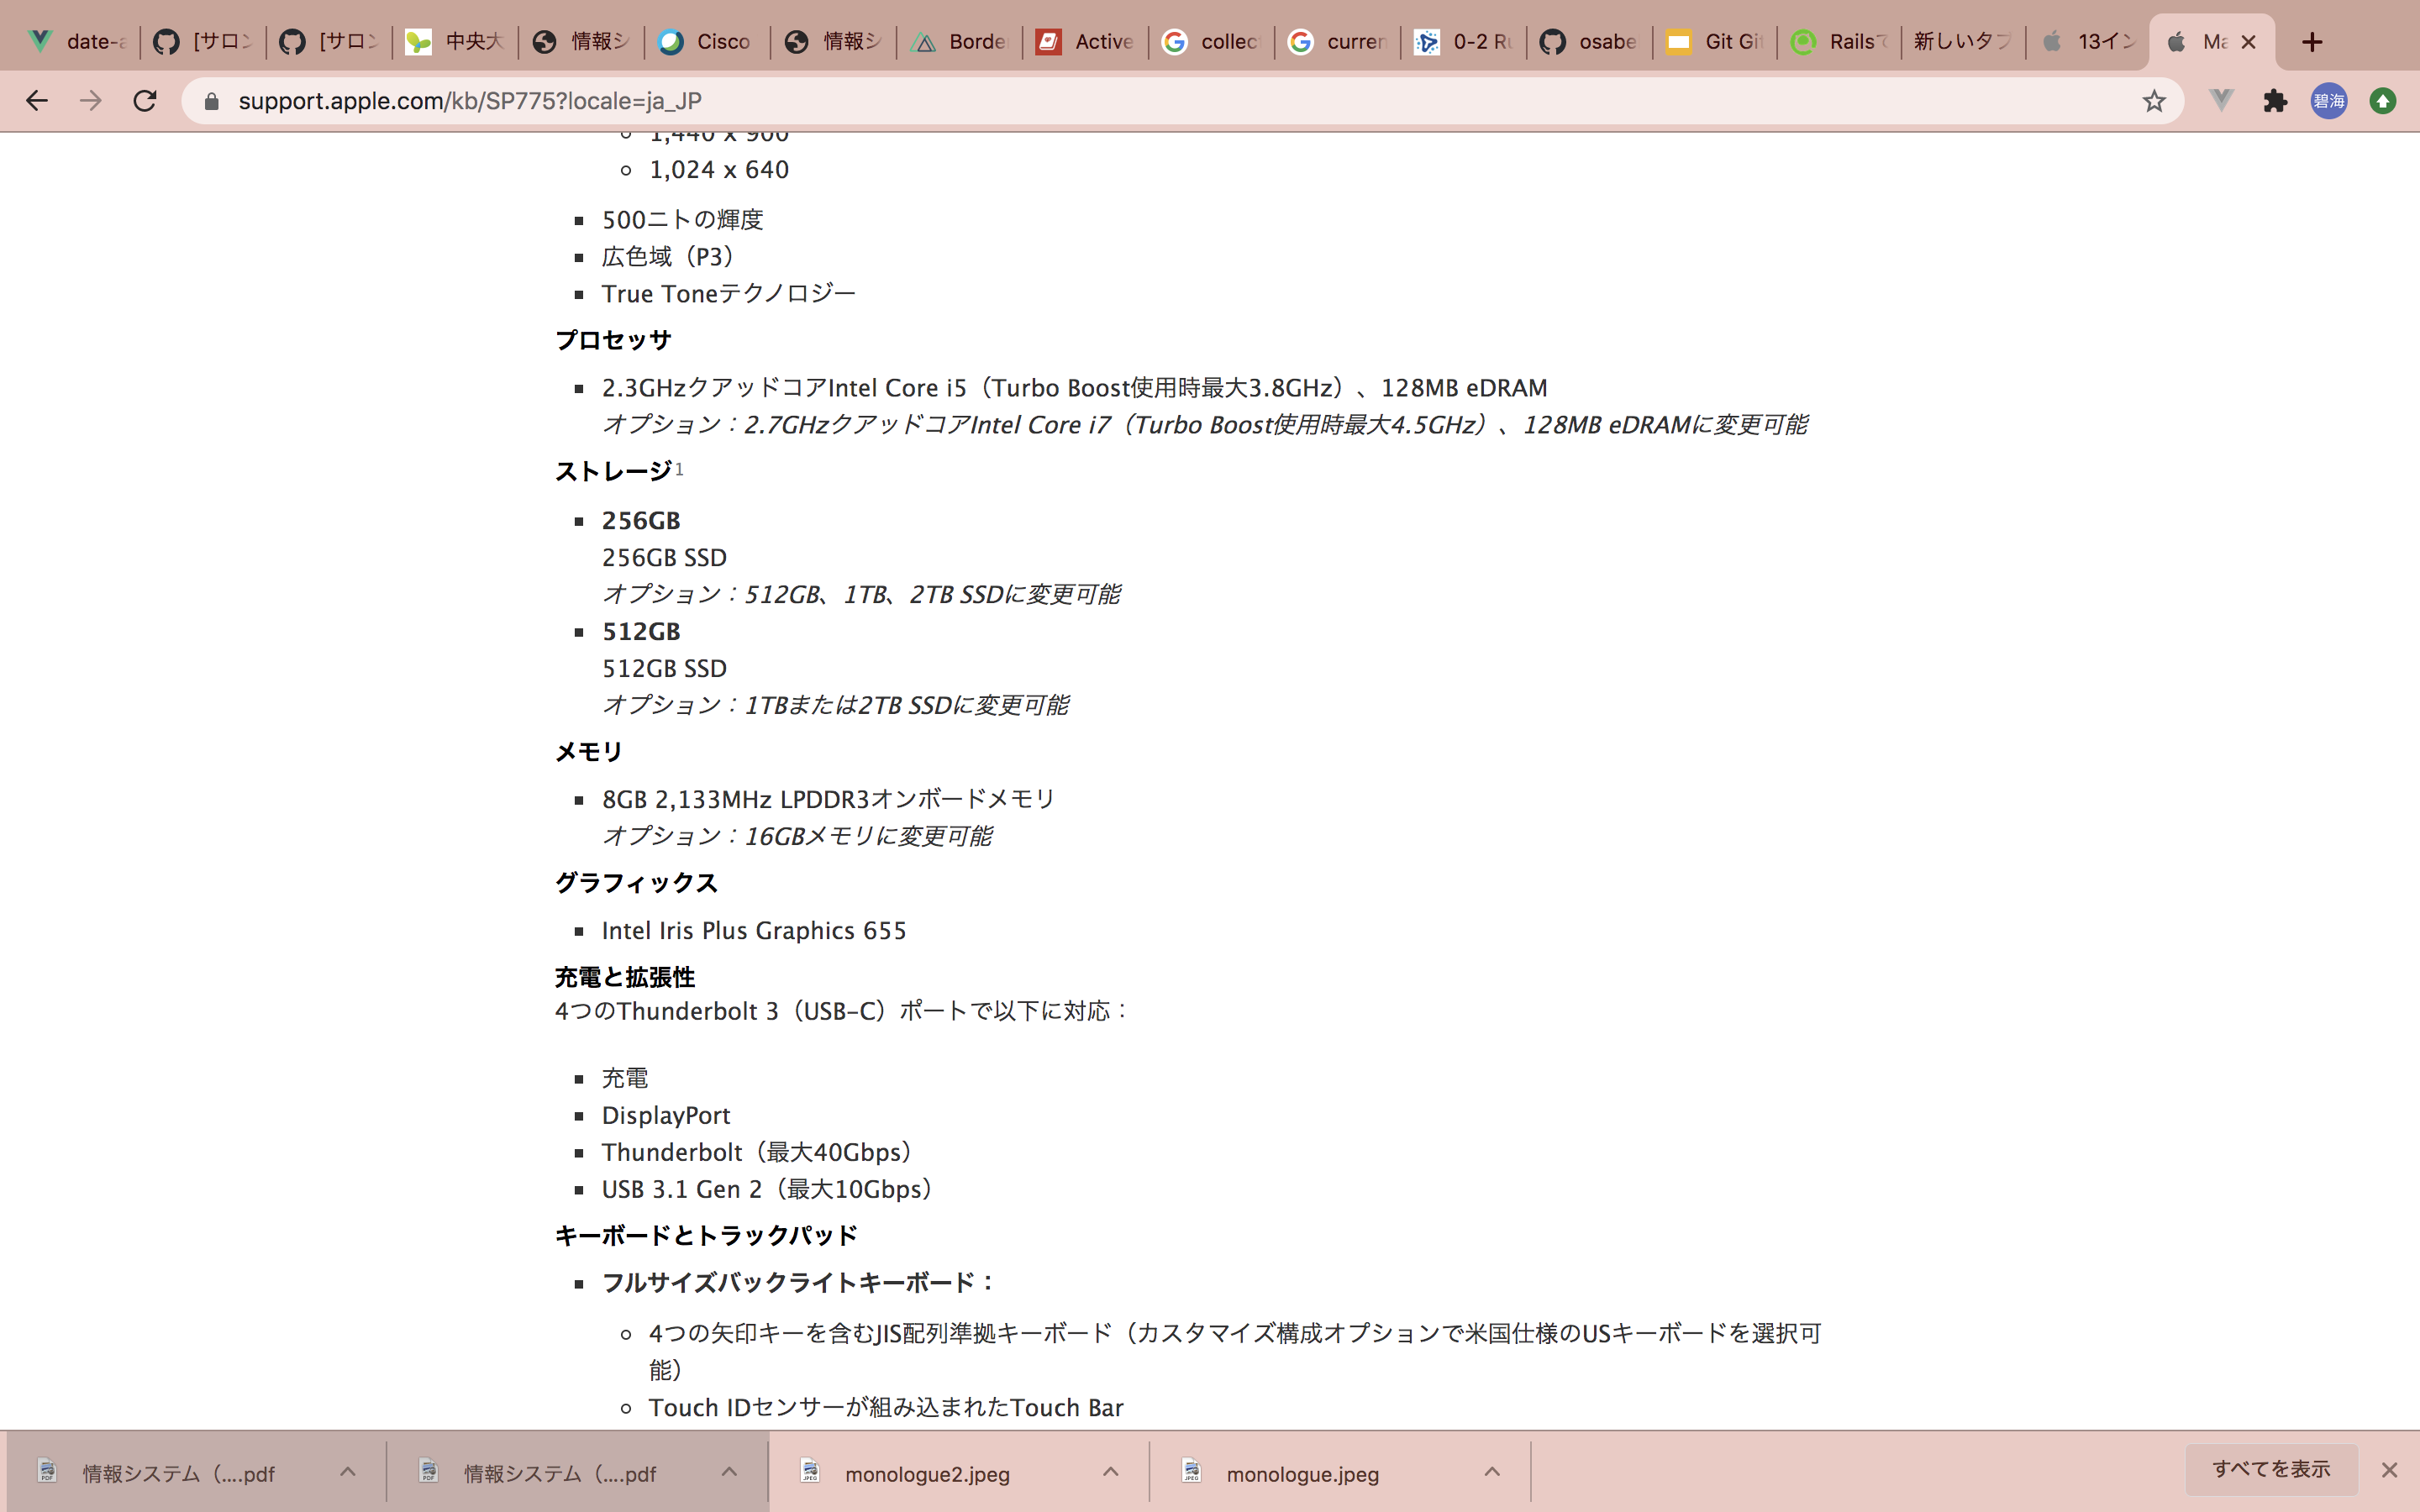 date-a
[サロン
[サロン
中央大
情報シ
Cisco
情報シ
Border
Active
collect
current
0-2 Ru
osabe
Git Git
Railsで
新しいタブ
13イン
Ma
support.apple.com/kb/SP775?locale=ja_JP
碧海
1,440 x 900
1,024 x 640
500ニトの輝度
広色域（P3）
True Toneテクノロジー
プロセッサ
2.3GHzクアッドコアIntel Core i5（Turbo Boost使用時最大3.8GHz）、128MB eDRAM
オプション：2.7GHzクアッドコアIntel Core i7（Turbo Boost使用時最大4.5GHz）、128MB eDRAMに変更可能
ストレージ1
256GB
256GB SSD
オプション：512GB、1TB、2TB SSDに変更可能
512GB
512GB SSD
オプション：1TBまたは2TB SSDに変更可能
メモリ
8GB 2,133MHz LPDDR3オンボードメモリ
オプション：16GBメモリに変更可能
グラフィックス
Intel Iris Plus Graphics 655
充電と拡張性
4つのThunderbolt 3（USB-C）ポートで以下に対応：
充電
DisplayPort
Thunderbolt（最大40Gbps）
USB 3.1 Gen 2（最大10Gbps）
キーボードとトラックパッド
フルサイズバックライトキーボード：
4つの矢印キーを含むJIS配列準拠キーボード（カスタマイズ構成オプションで米国仕様のUSキーボードを選択可
能）
Touch IDセンサーが組み込まれたTouch Bar
情報システム（....pdf
情報システム（....pdf
monologue2.jpeg
monologue.jpeg
すべてを表示